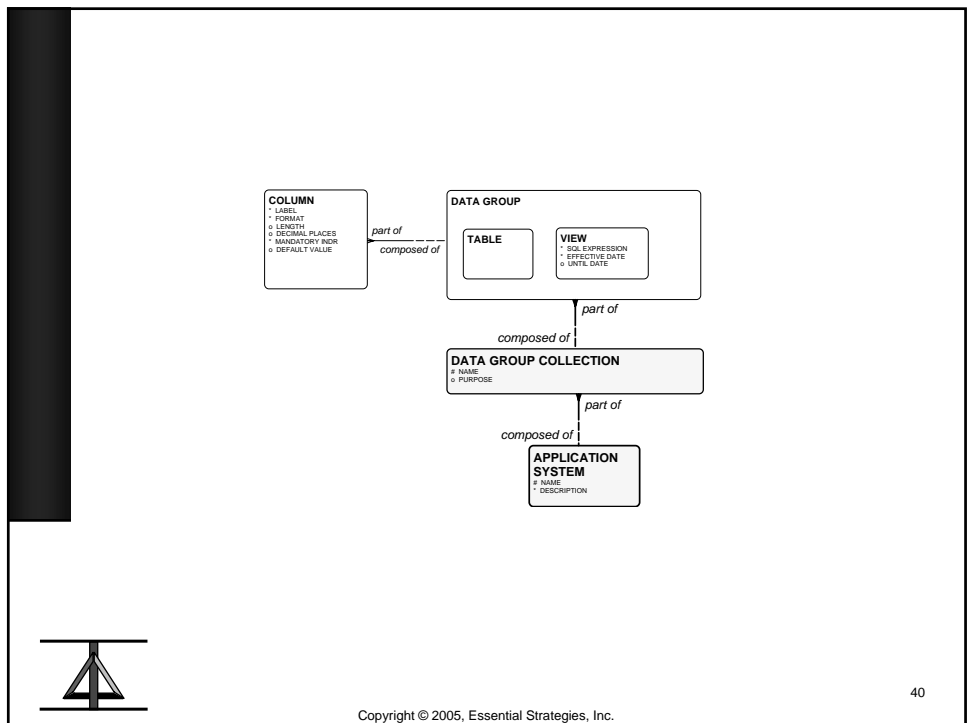 COLUMN
* LABEL
* FORMAT
o LENGTH
o DECIMAL PLACES
* MANDATORY INDR
o DEFAULT VALUE
part of
composed of
DATA GROUP
TABLE
VIEW
* SQL EXPRESSION
* EFFECTIVE DATE
o UNTIL DATE
part of
composed of
DATA GROUP COLLECTION
# NAME
o PURPOSE
part of
composed of
APPLICATION
SYSTEM
# NAME
* DESCRIPTION
40
Copyright © 2005, Essential Strategies, Inc.